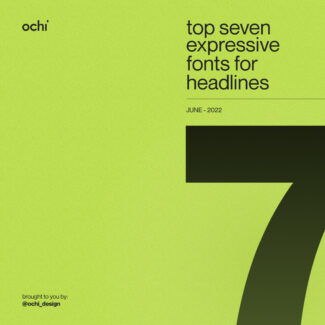 ochi
top seven
expressive
fonts for
headlines
JUNE - 2022
7
brought to you by:
@ochi_design